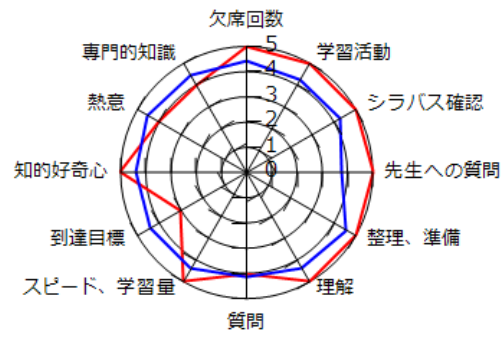 欠席回数
5
専門的知識
学習活動
4
熱意
3
シラバス確認
2
1
知的好奇心
0
先生への質問
到達目標
整理、準備
スピード、学習量
理解
質問